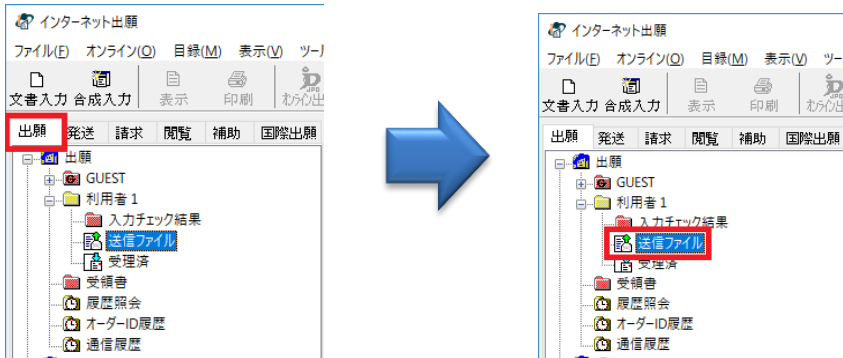 インターネット出願
ファイル(F) オンライン(O) 目録(M) 表示(V) ツー
文書入力 合成入力 表示 印刷
出願 発送 請求 閲覧 補助 国際出願
出願
GUEST
利用者1
入力チェック結果
送信ファイル
受理済
受領書
履歴照会
オーダーID履歴
通信履歴
インターネット出願
ファイル(F) オンライン(O) 目録(M) 表示(V) ツー
文書入力 合成入力 表示 印刷
出願 発送 請求 閲覧 補助 国際出願
出願
GUEST
利用者1
入力チェック結果
送信ファイル
受理済
受領書
履歴照会
オーダーID履歴
通信履歴